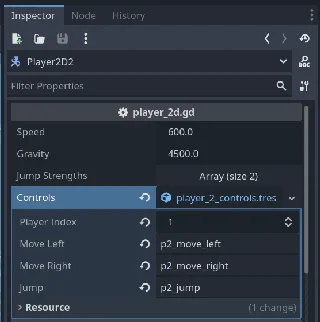 Inspector Node History
Player2D2 DOC
Filter Properties
player_2d.gd
Speed 600.0
Gravity 4500.0
Jump Strengths Array (size 2)
Controls player_2_controls.tres
Player Index 1
Move Left p2_move_left
Move Right p2_move_right
Jump p2_jump
Resource (1 change)